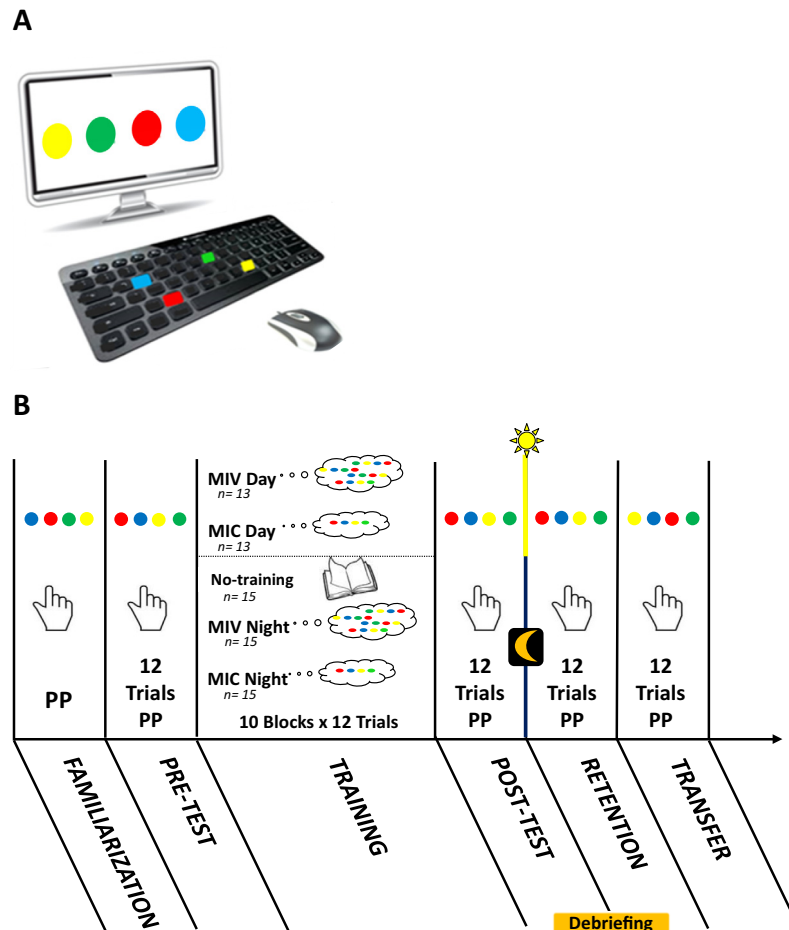 A
B
MIV Day
n= 13
MIC Day
n= 13
No-training
n= 15
MIV Night
n= 15
MIC Night
n= 15
10 Blocks x 12 Trials
PP
12
Trials
PP
12
Trials
PP
12
Trials
PP
12
Trials
PP
FAMILIARIZATION
PRE-TEST
TRAINING
POST-TEST
RETENTION
TRANSFER
Debriefing